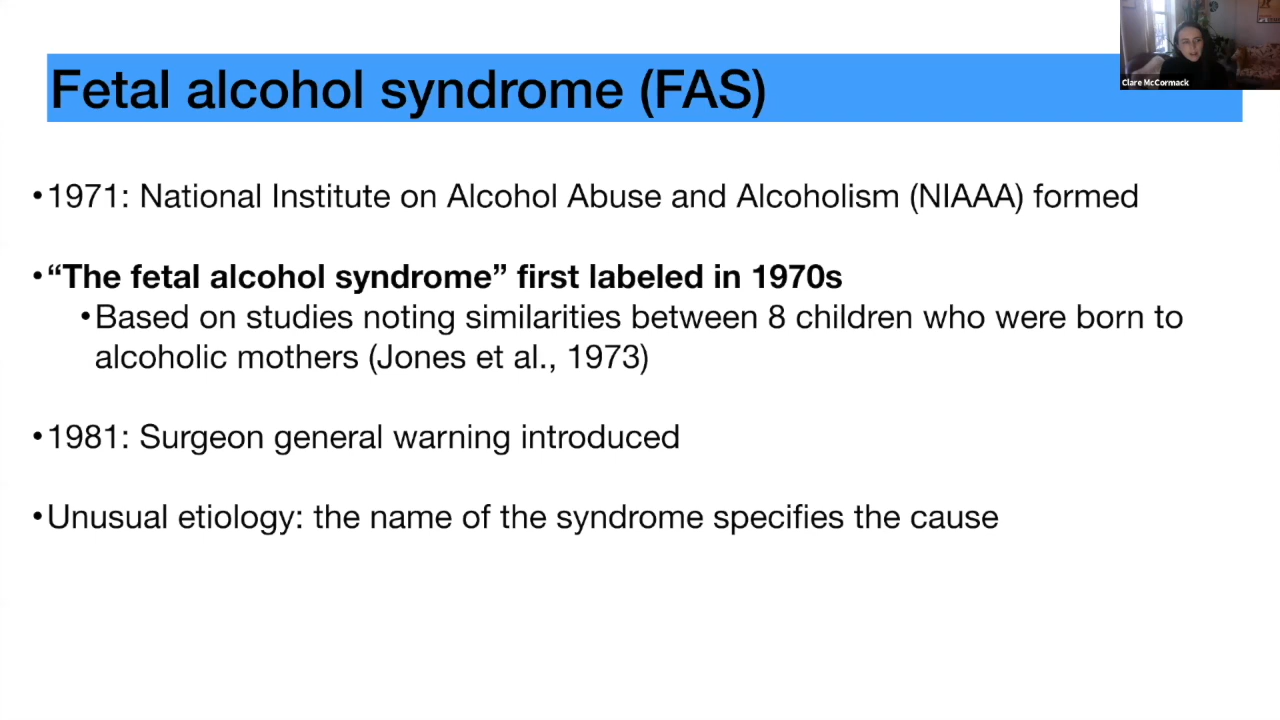 Fetal alcohol syndrome (FAS)
Clare McCormack
•1971: National Institute on Alcohol Abuse and Alcoholism (NIAAA) formed
•“The fetal alcohol syndrome” first labeled in 1970s
•Based on studies noting similarities between 8 children who were born to
alcoholic mothers (Jones et al., 1973)
•1981: Surgeon general warning introduced
•Unusual etiology: the name of the syndrome specifies the cause